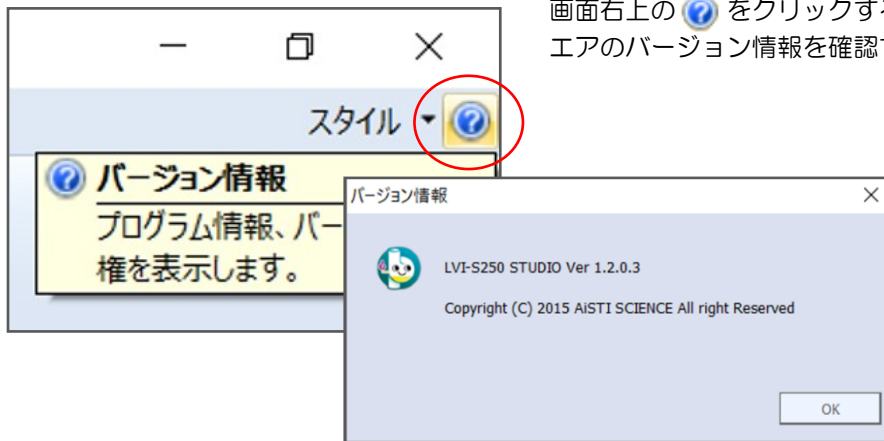 画面右上の をクリックする
エアのバージョン情報を確認
スタイル
バージョン情報
プログラム情報、バー
権を表示します。
バージョン情報
LVI-S250 STUDIO Ver 1.2.0.3
Copyright (C) 2015 AiSTI SCIENCE All right Reserved
OK